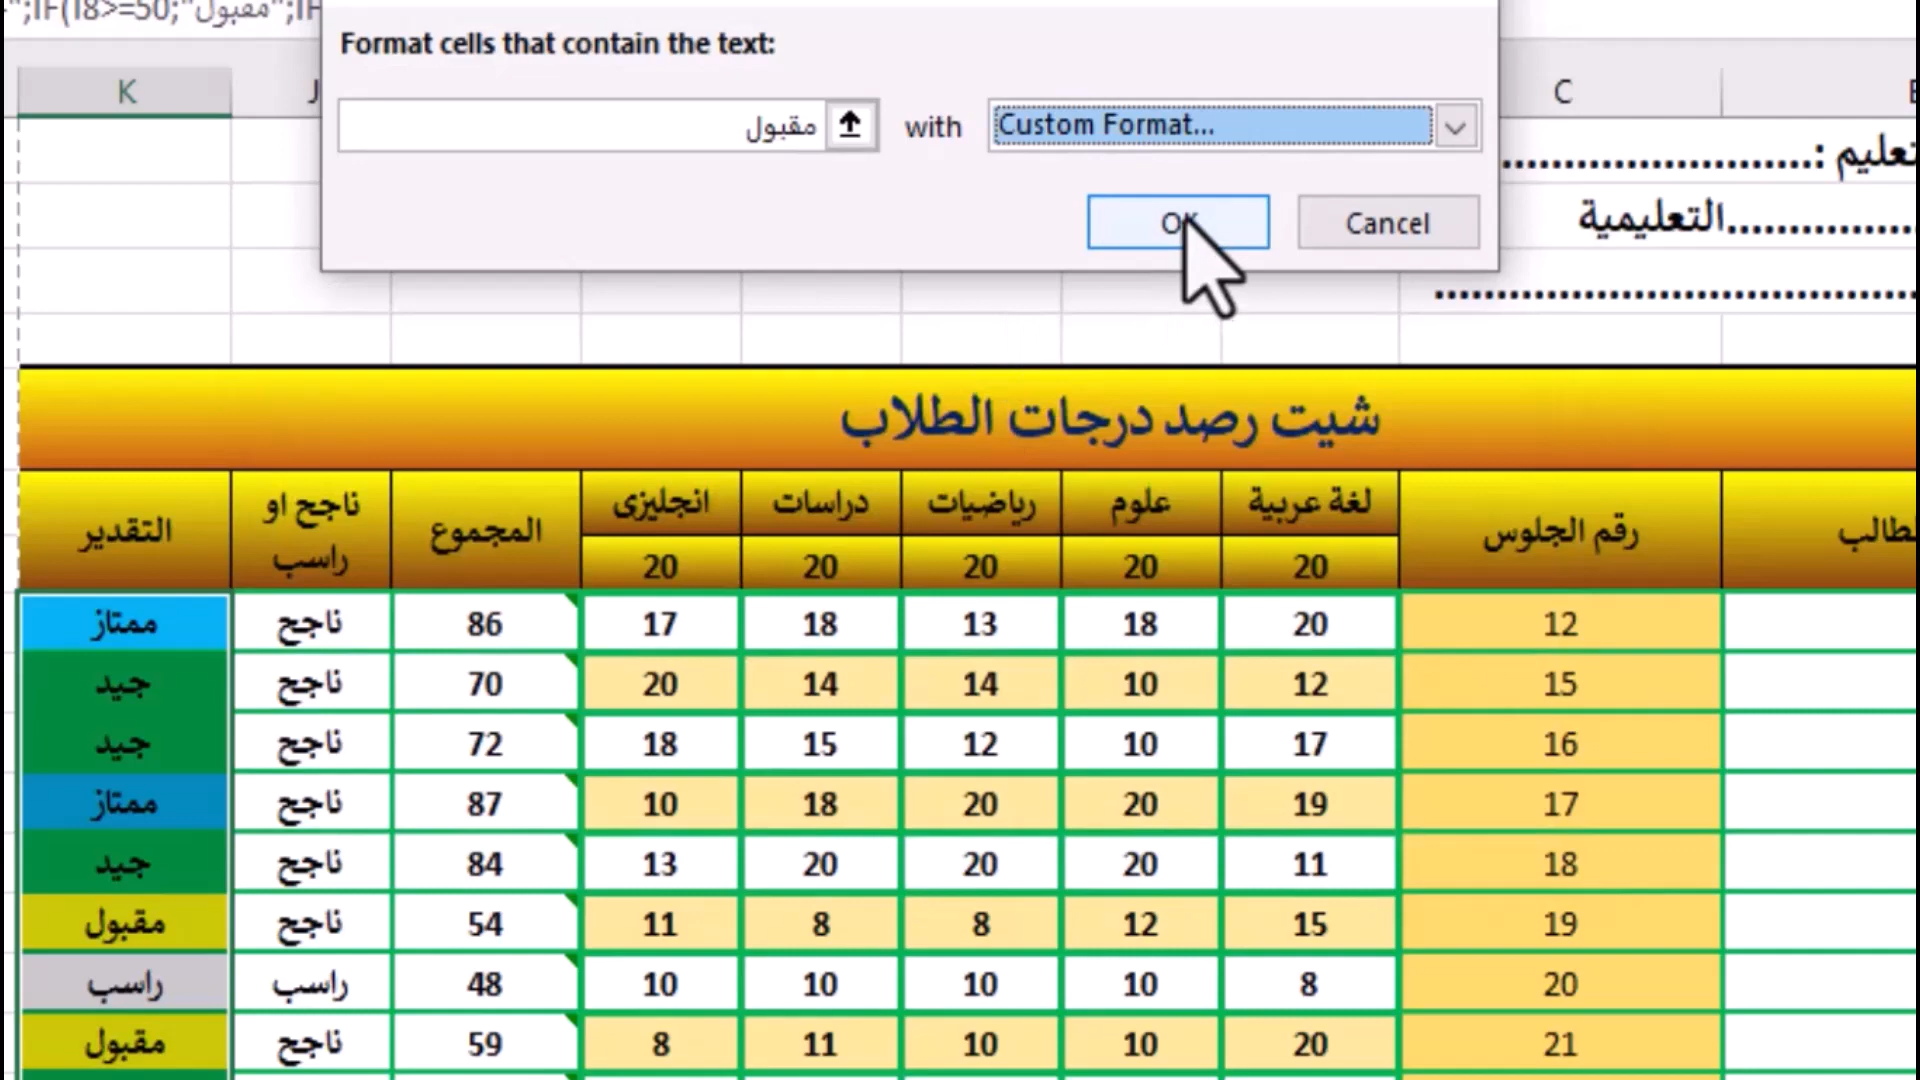 ";IF(I8>=50;"مقبول";IF
Format cells that contain the text:
مقبول with Custom Format...
OK Cancel
K J C
تعليم :........................
التعليمية...............
........................................
شيت رصد درجات الطلاب
رقم الجلوس لغة عربية علوم رياضيات دراسات انجليزى المجموع ناجح او راسب التقدير
20 20 20 20 20
12 20 18 13 18 17 86 ناجح ممتاز
15 12 10 14 14 20 70 ناجح جيد
16 17 10 12 15 18 72 ناجح جيد
17 19 20 20 18 10 87 ناجح ممتاز
18 11 20 20 20 13 84 ناجح جيد
19 15 12 8 8 11 54 ناجح مقبول
20 8 10 10 10 10 48 راسب راسب
21 20 10 10 11 8 59 ناجح مقبول